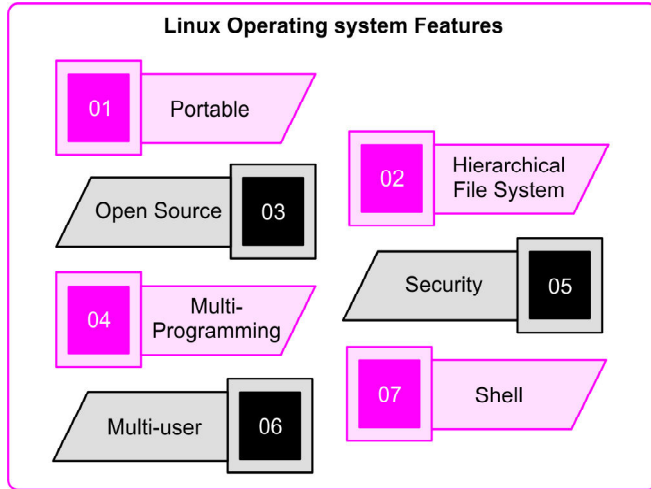 Linux Operating system Features
01
Portable
02
Hierarchical
File System
Open Source
03
04
Multi-
Programming
Security
05
Multi-user
06
07
Shell